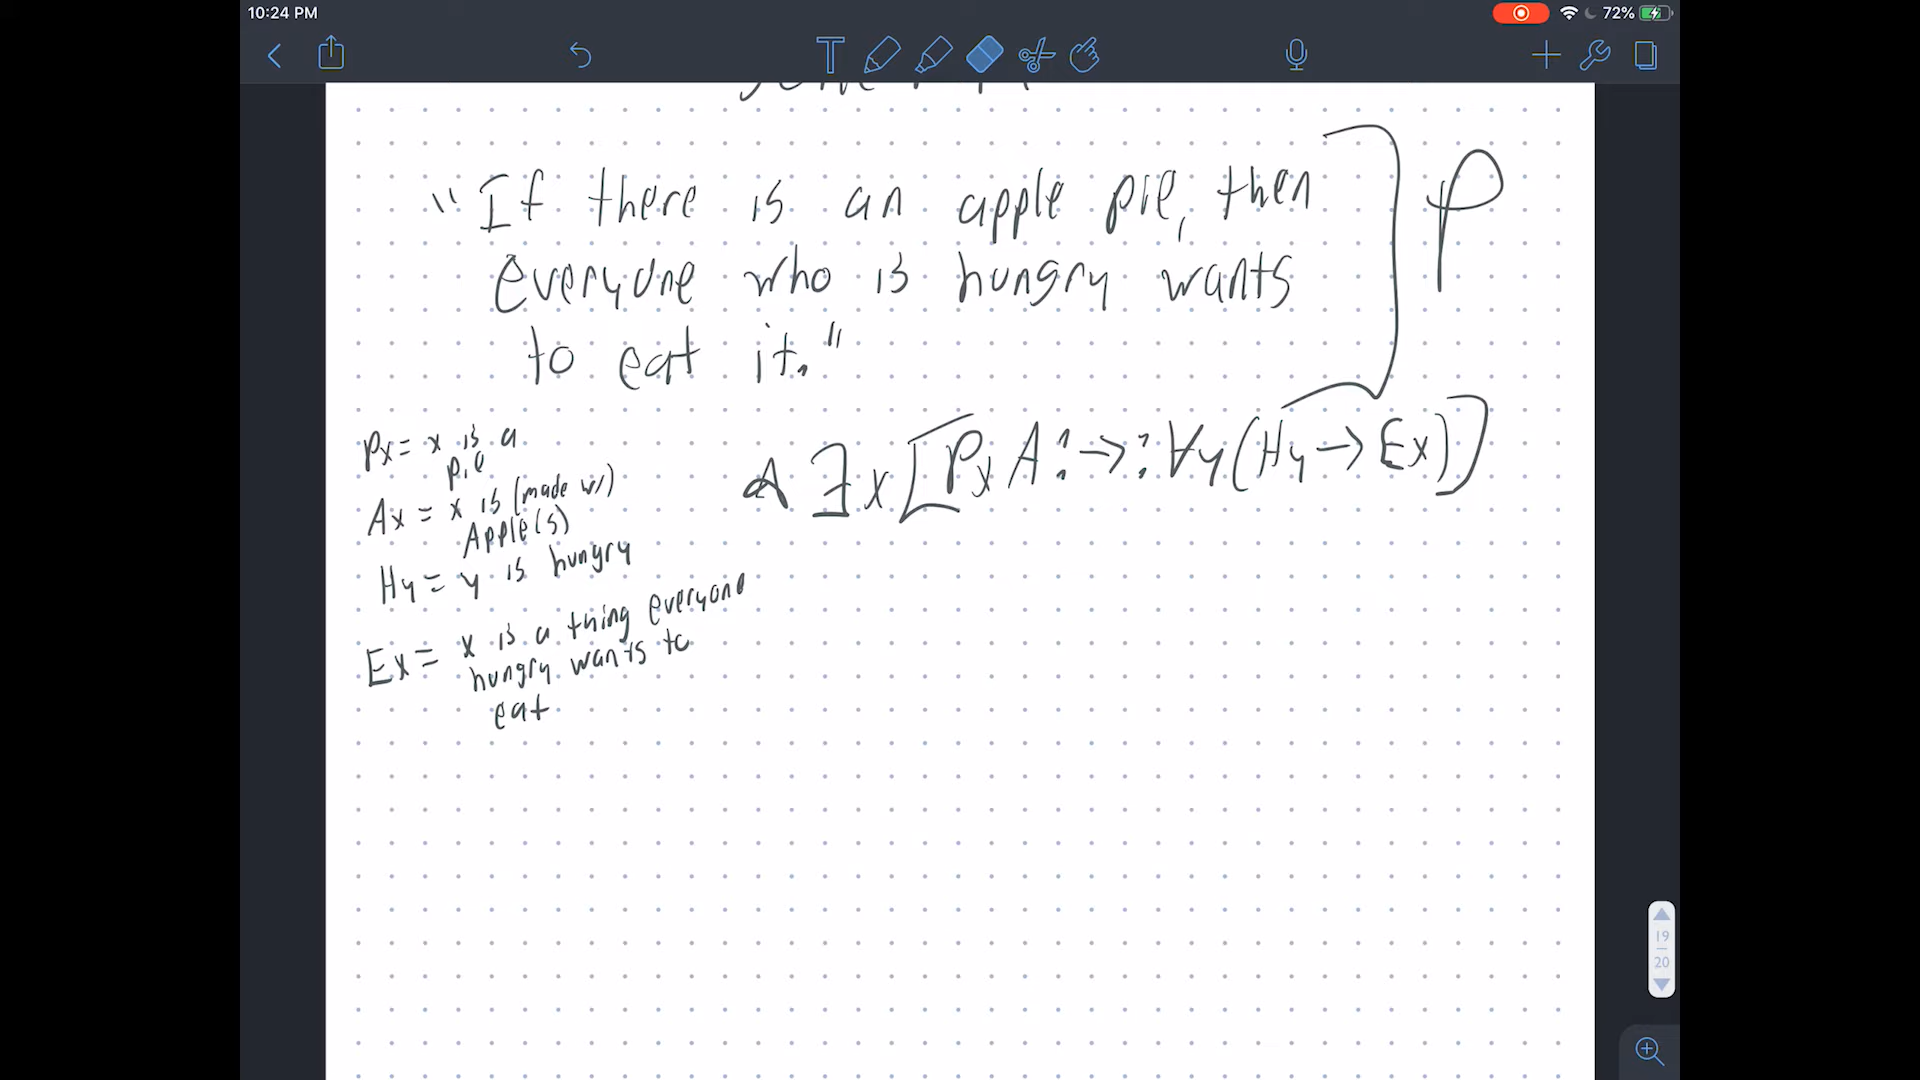 10:24 PM
72%
T
"If there is an apple pie, then
everyone who is hungry wants
to eat it."
P
Px = x is a
pie
Ax = x is (made w/)
Apple(s)
Hy = y is hungry
Ex = x is a thing everyone
hungry wants to
eat
∃x[Px A:→:∀y(Hy→Ex)]
19
20